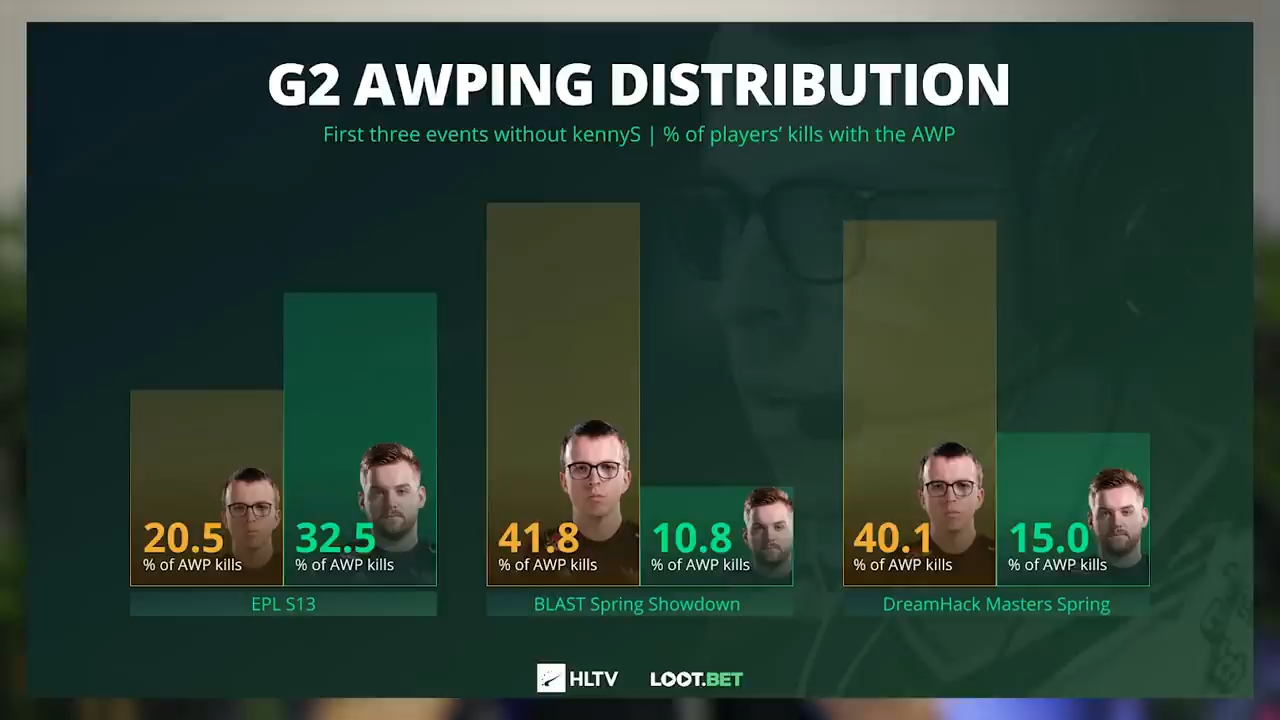 G2 AWPING DISTRIBUTION
First three events without kennyS | % of players' kills with the AWP
20.5
% of AWP kills
32.5
% of AWP kills
EPL S13
41.8
% of AWP kills
10.8
% of AWP kills
BLAST Spring Showdown
40.1
% of AWP kills
15.0
% of AWP kills
DreamHack Masters Spring
HLTV
LOOT.BET